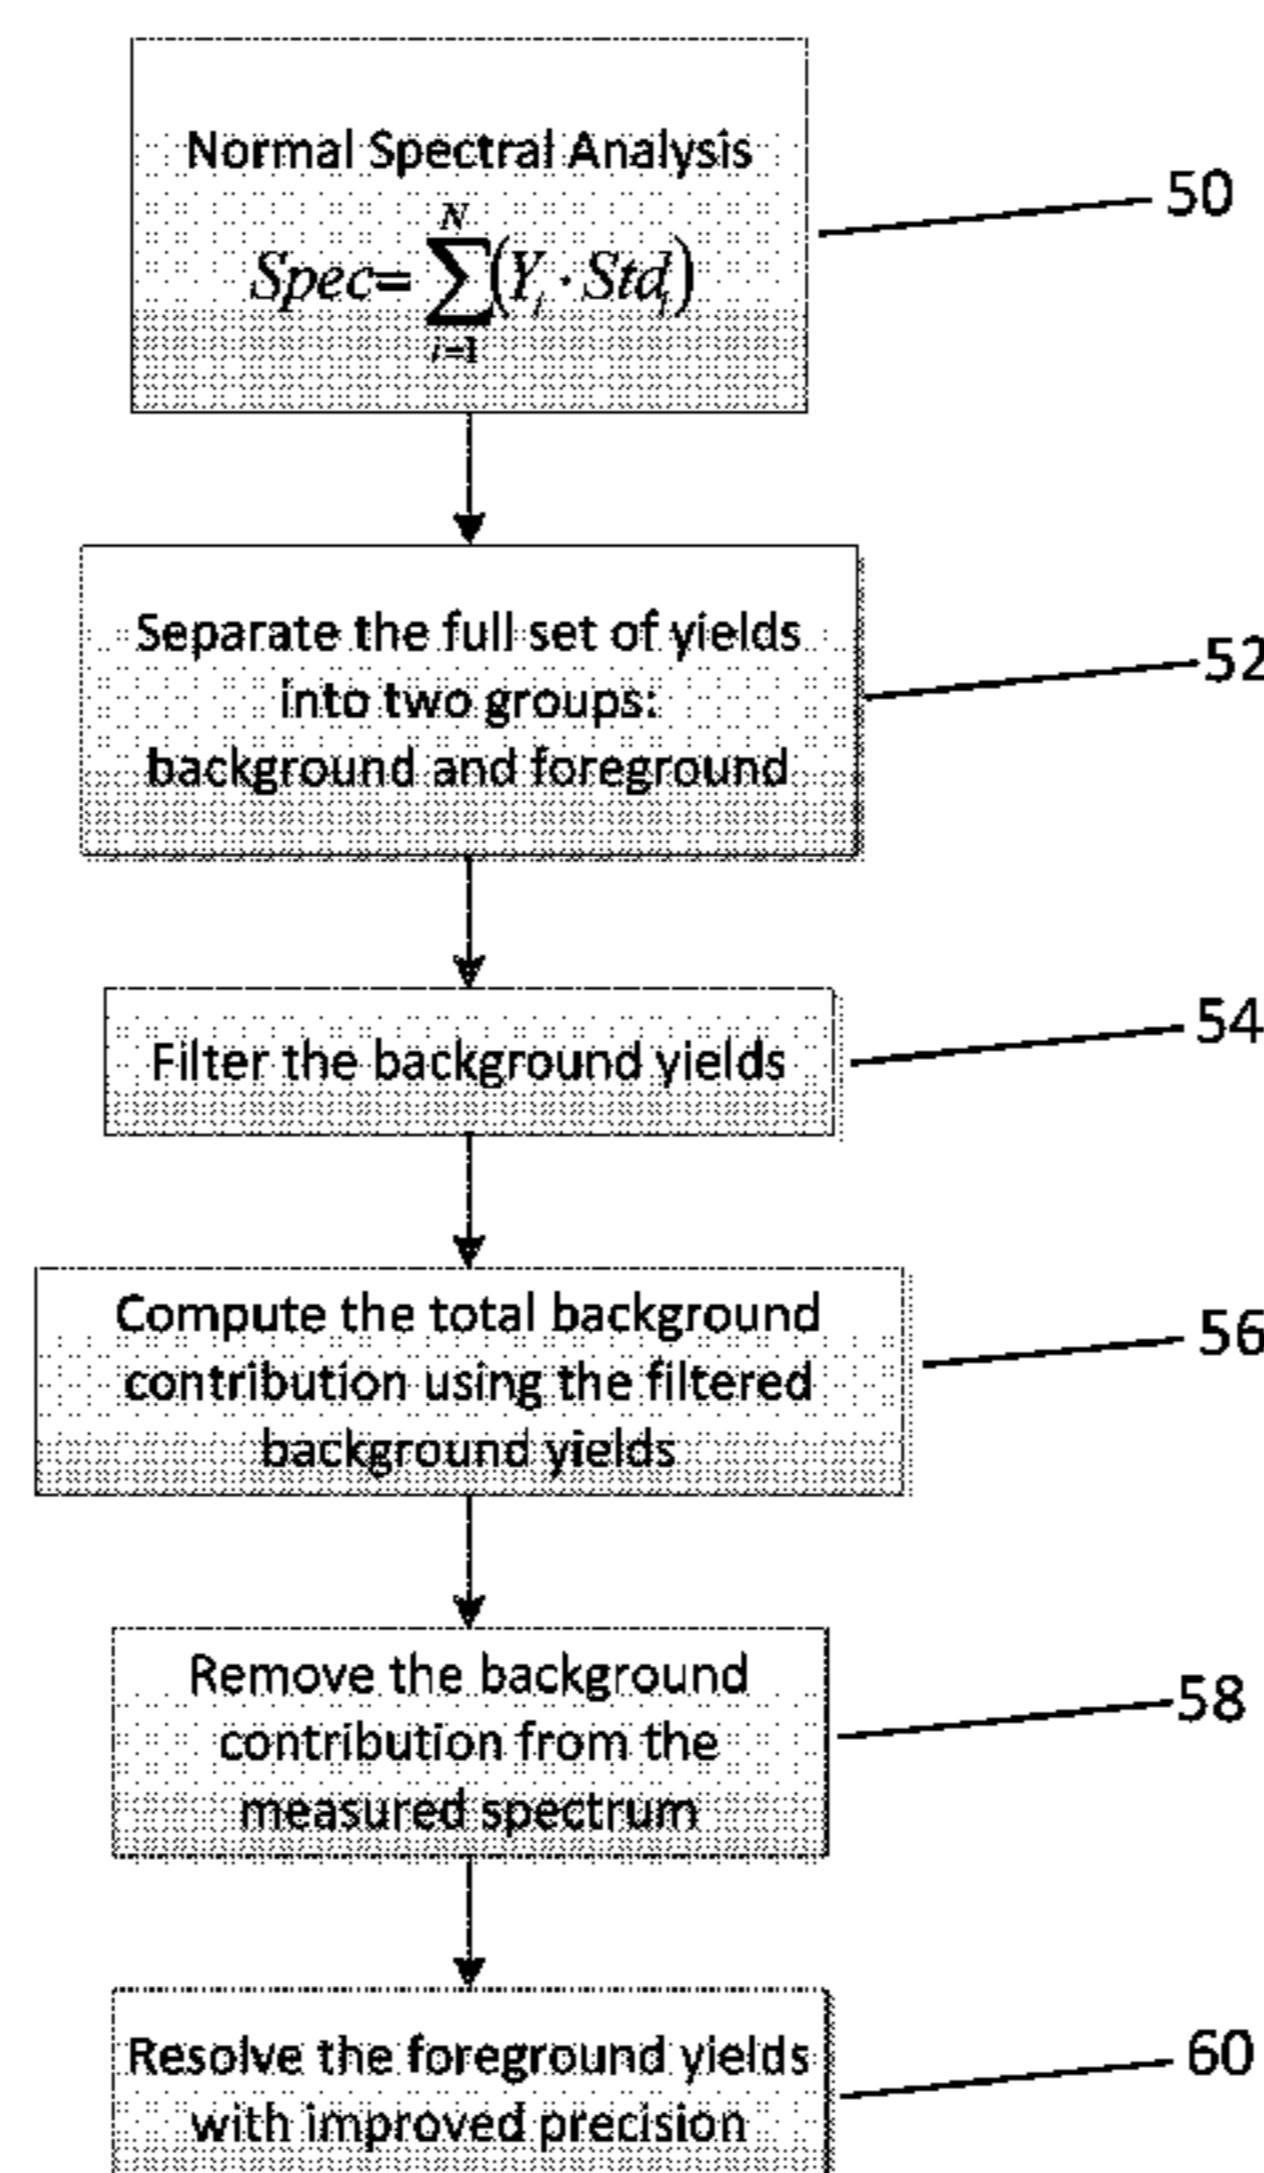 Normal Spectral Analysis
Spec=∑(Y_i · Std_i)
N
i=1
50
Separate the full set of yields
into two groups:
background and foreground
52
Filter the background yields
54
Compute the total background
contribution using the filtered
background yields
56
Remove the background
contribution from the
measured spectrum
58
Resolve the foreground yields
with improved precision
60